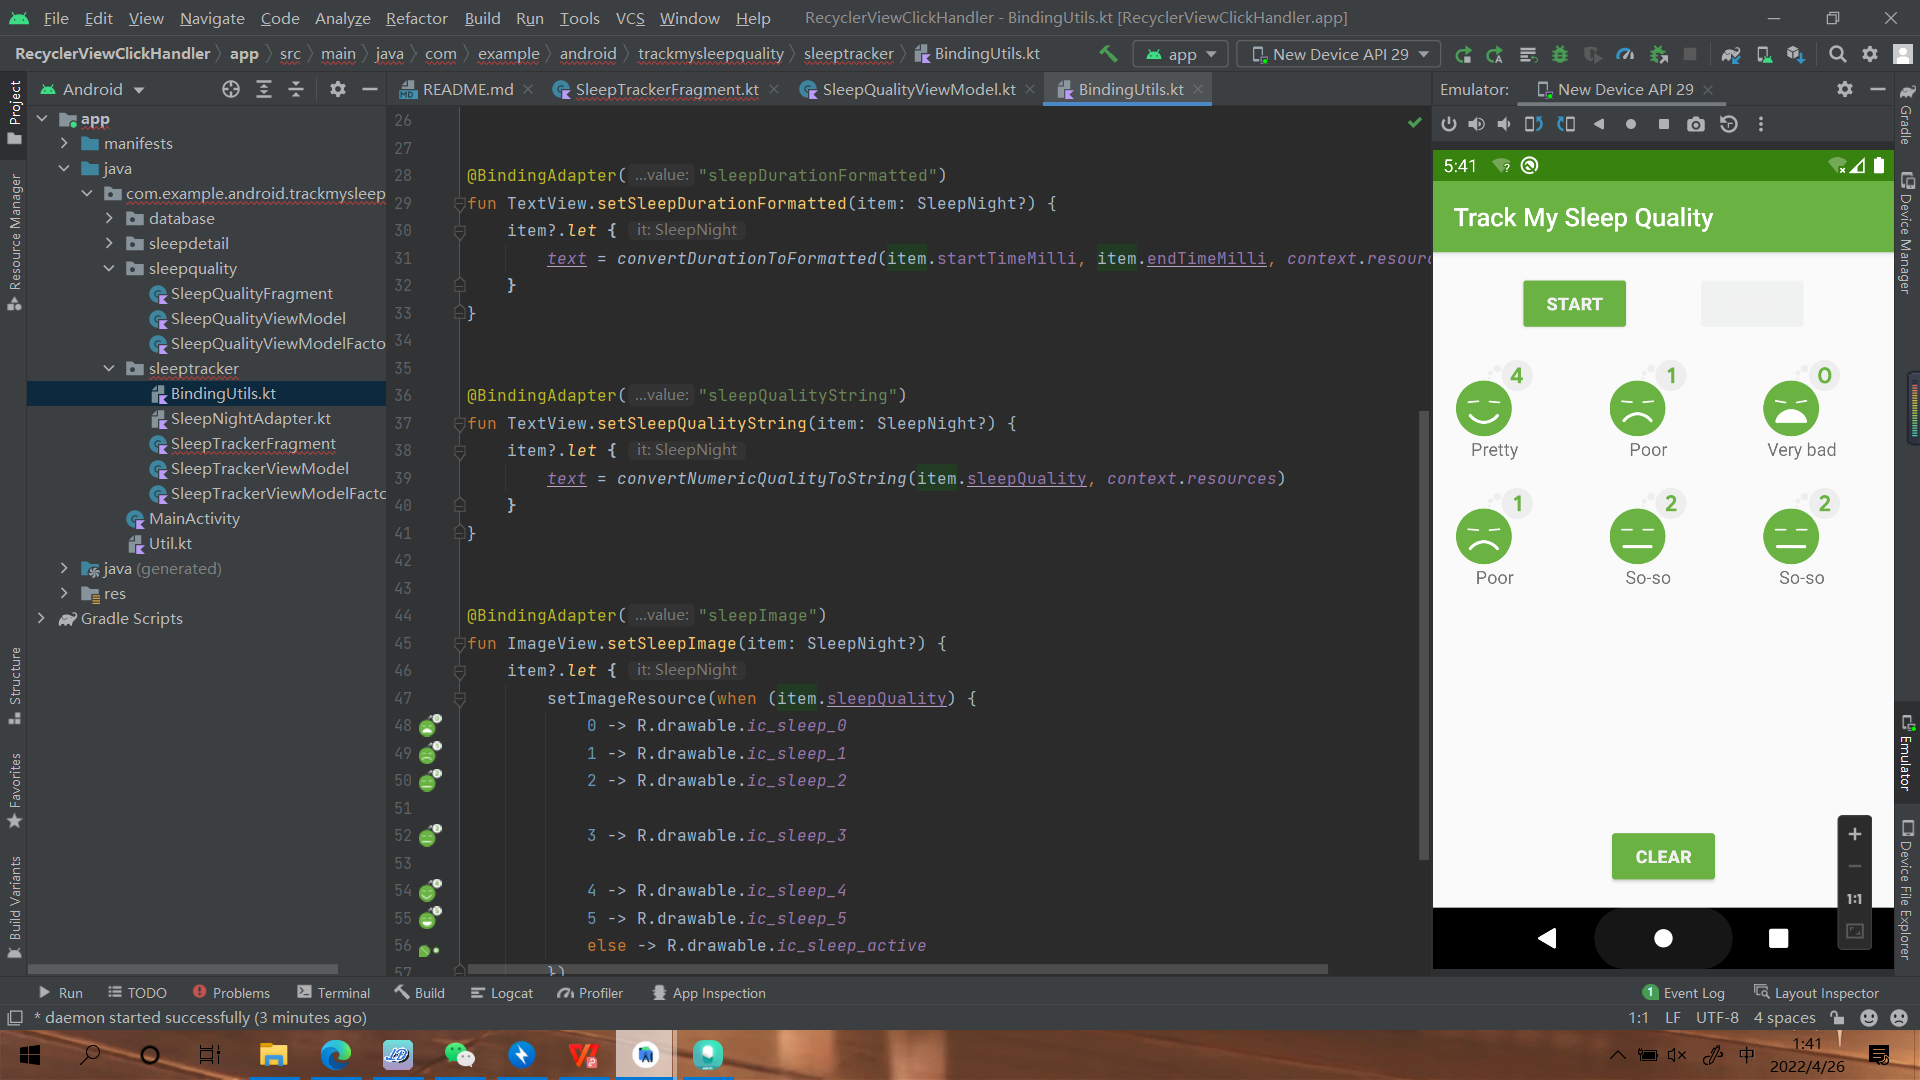 File Edit View Navigate Code Analyze Refactor Build Run Tools VCS Window Help RecyclerViewClickHandler - BindingUtils.kt [RecyclerViewClickHandler.app]
RecyclerViewClickHandler app src main java com example android trackmysleepquality sleeptracker BindingUtils.kt app New Device API 29
Android README.md SleepTrackerFragment.kt SleepQualityViewModel.kt BindingUtils.kt Emulator: New Device API 29
Project
Resource Manager
Structure
Favorites
Build Variants
app
manifests
java
com.example.android.trackmysleep
database
sleepdetail
sleepquality
SleepQualityFragment
SleepQualityViewModel
SleepQualityViewModelFacto
sleeptracker
BindingUtils.kt
SleepNightAdapter.kt
SleepTrackerFragment
SleepTrackerViewModel
SleepTrackerViewModelFacto
MainActivity
Util.kt
java (generated)
res
Gradle Scripts
26
27
28 @BindingAdapter( ...value: "sleepDurationFormatted")
29 fun TextView.setSleepDurationFormatted(item: SleepNight?) {
30 item?.let { it: SleepNight
31 text = convertDurationToFormatted(item.startTimeMilli, item.endTimeMilli, context.resourc
32 }
33 }
34
35
36 @BindingAdapter( ...value: "sleepQualityString")
37 fun TextView.setSleepQualityString(item: SleepNight?) {
38 item?.let { it: SleepNight
39 text = convertNumericQualityToString(item.sleepQuality, context.resources)
40 }
41 }
42
43
44 @BindingAdapter( ...value: "sleepImage")
45 fun ImageView.setSleepImage(item: SleepNight?) {
46 item?.let { it: SleepNight
47 setImageResource(when (item.sleepQuality) {
48 0 -> R.drawable.ic_sleep_0
49 1 -> R.drawable.ic_sleep_1
50 2 -> R.drawable.ic_sleep_2
51
52 3 -> R.drawable.ic_sleep_3
53
54 4 -> R.drawable.ic_sleep_4
55 5 -> R.drawable.ic_sleep_5
56 else -> R.drawable.ic_sleep_active
57 })
5:41
Track My Sleep Quality
START
4 1 0
Pretty Poor Very bad
1 2 2
Poor So-so So-so
CLEAR
1:1
Gradle
Device Manager
Emulator
Device File Explorer
Run TODO Problems Terminal Build Logcat Profiler App Inspection 1 Event Log Layout Inspector
* daemon started successfully (3 minutes ago) 1:1 LF UTF-8 4 spaces
中
1:41
2022/4/26